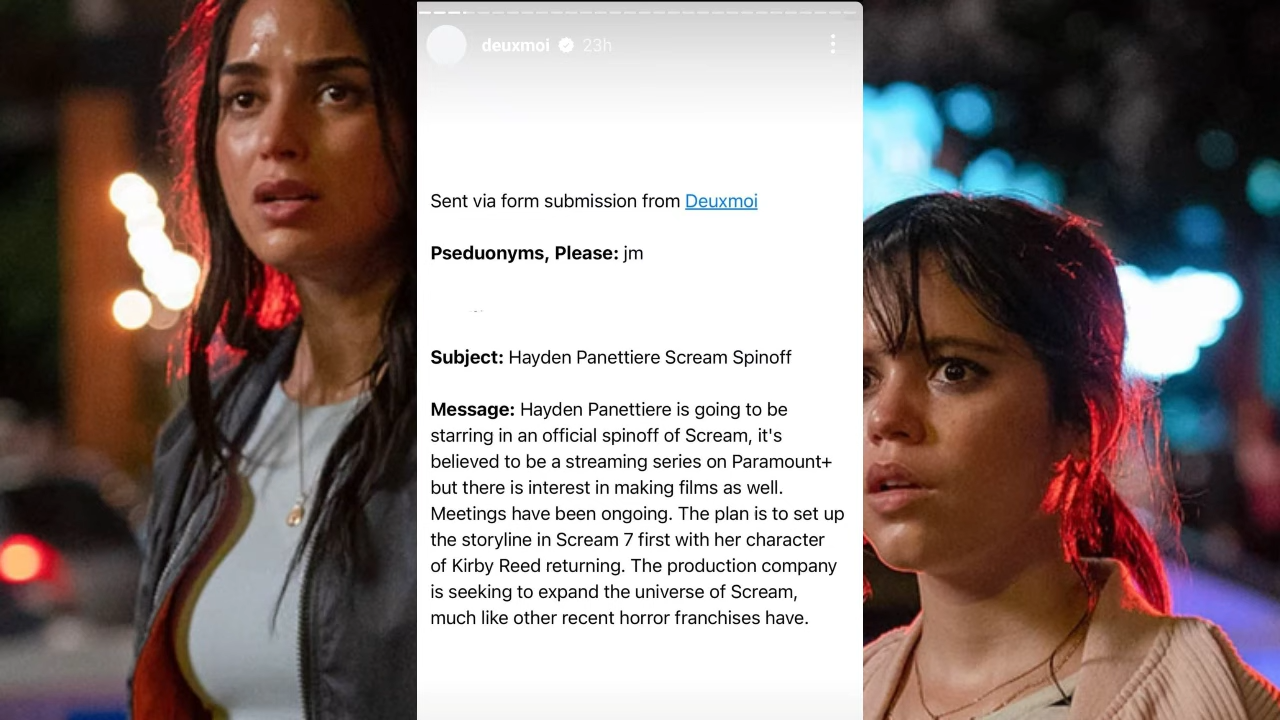 deuxmoi 23h
Sent via form submission from Deuxmoi
Pseduonyms, Please: jm
Subject: Hayden Panettiere Scream Spinoff
Message: Hayden Panettiere is going to be
starring in an official spinoff of Scream, it's
believed to be a streaming series on Paramount+
but there is interest in making films as well.
Meetings have been ongoing. The plan is to set up
the storyline in Scream 7 first with her character
of Kirby Reed returning. The production company
is seeking to expand the universe of Scream,
much like other recent horror franchises have.